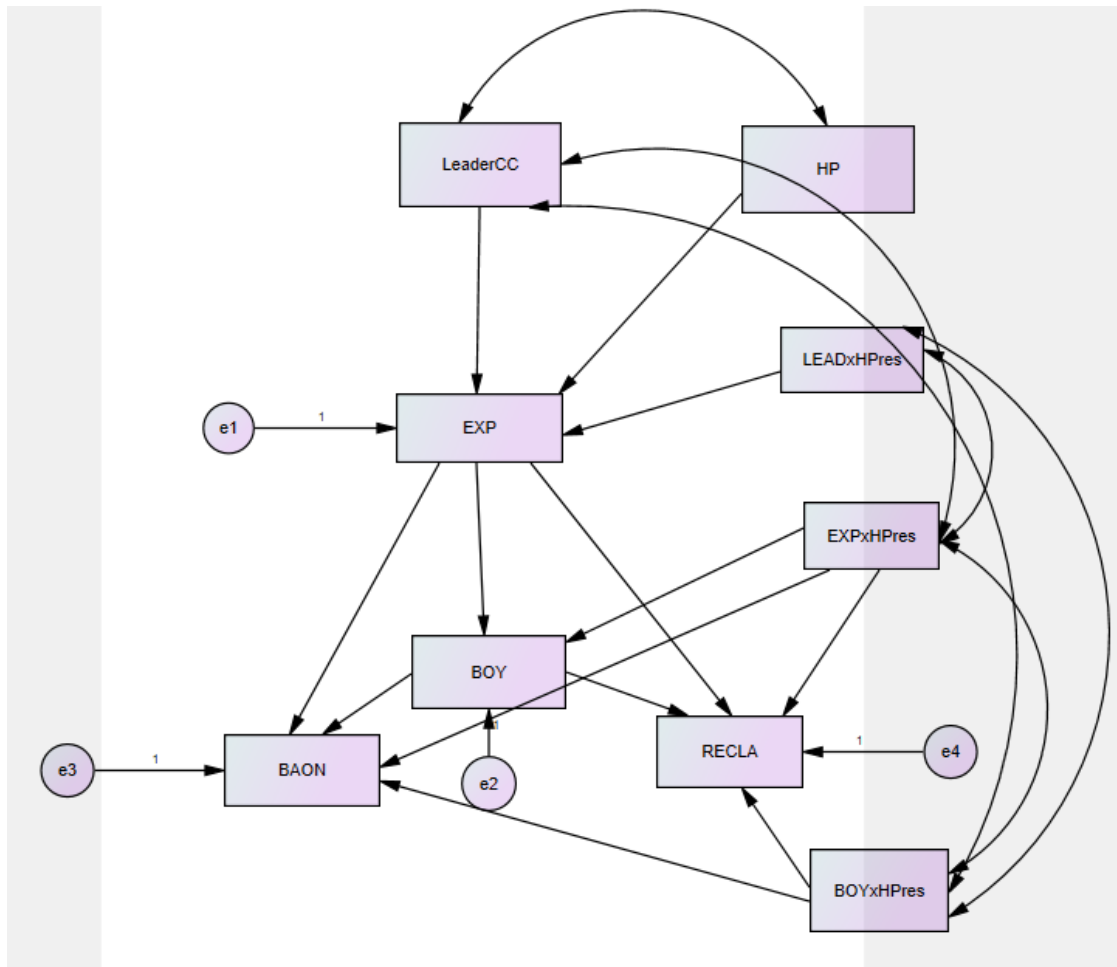 LeaderCC
HP
LEADxHPres
e1
1
EXP
EXPxHPres
BOY
1
e3
1
BAON
e2
RECLA
1
e4
BOYxHPres